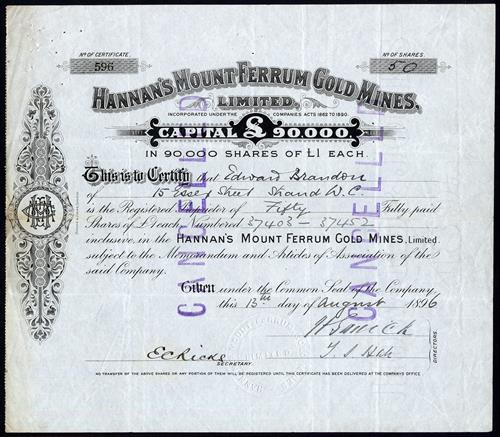 No OF CERTIFICATE.
596
No OF SHARES.
50
HANNAN'S MOUNT FERRUM GOLD MINES,
LIMITED.
INCORPORATED UNDER THE COMPANIES ACTS 1862 TO 1890.
CAPITAL £90,000.
IN 90,000 SHARES OF £1 EACH.
This is to Certify that Edward Brandon
of 15 Essex Street Strand W.C.
is the Registered Proprietor of Fifty Fully paid
Shares of £1 each Numbered 37403 – 37452
inclusive, in the HANNAN'S MOUNT FERRUM GOLD MINES, Limited
subject to the Memorandum and Articles of Association of the
said Company.
Given under the Common Seal of the Company
this 13th day of August 1896
SECRETARY.
DIRECTORS.
NO TRANSFER OF THE ABOVE SHARES OR ANY PORTION OF THEM WILL BE REGISTERED UNTIL THIS CERTIFICATE HAS BEEN DELIVERED AT THE COMPANY'S OFFICE
CANCELLED
CANCELLED